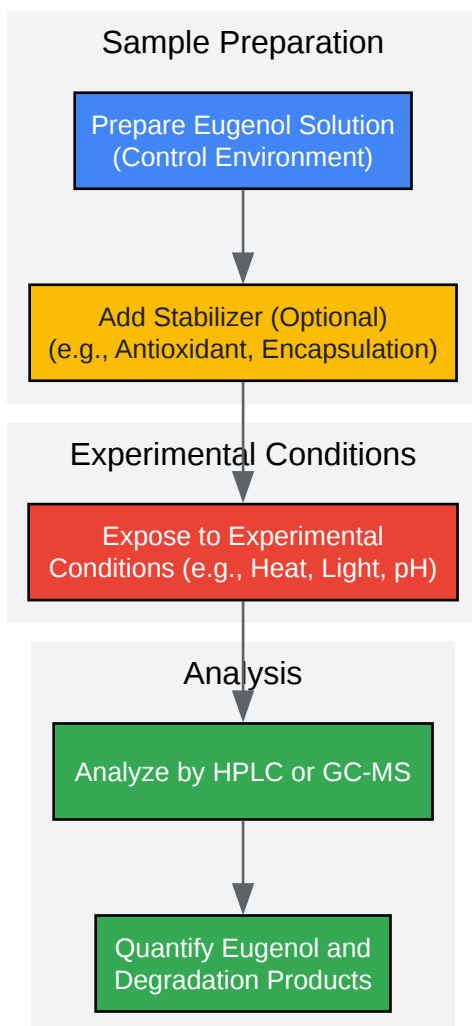 Sample Preparation
Prepare Eugenol Solution
(Control Environment)
Add Stabilizer (Optional)
(e.g., Antioxidant, Encapsulation)
Experimental Conditions
Expose to Experimental
Conditions (e.g., Heat, Light, pH)
Analysis
Analyze by HPLC or GC-MS
Quantify Eugenol and
Degradation Products